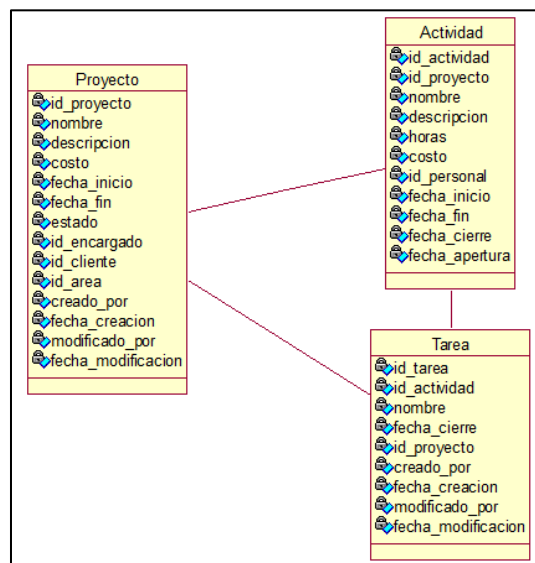 Proyecto
id_proyecto
nombre
descripcion
costo
fecha_inicio
fecha_fin
estado
id_encargado
id_cliente
id_area
creado_por
fecha_creacion
modificado_por
fecha_modificacion
Actividad
id_actividad
id_proyecto
nombre
descripcion
horas
costo
id_personal
fecha_inicio
fecha_fin
fecha_cierre
fecha_apertura
Tarea
id_tarea
id_actividad
nombre
fecha_cierre
id_proyecto
creado_por
fecha_creacion
modificado_por
fecha_modificacion